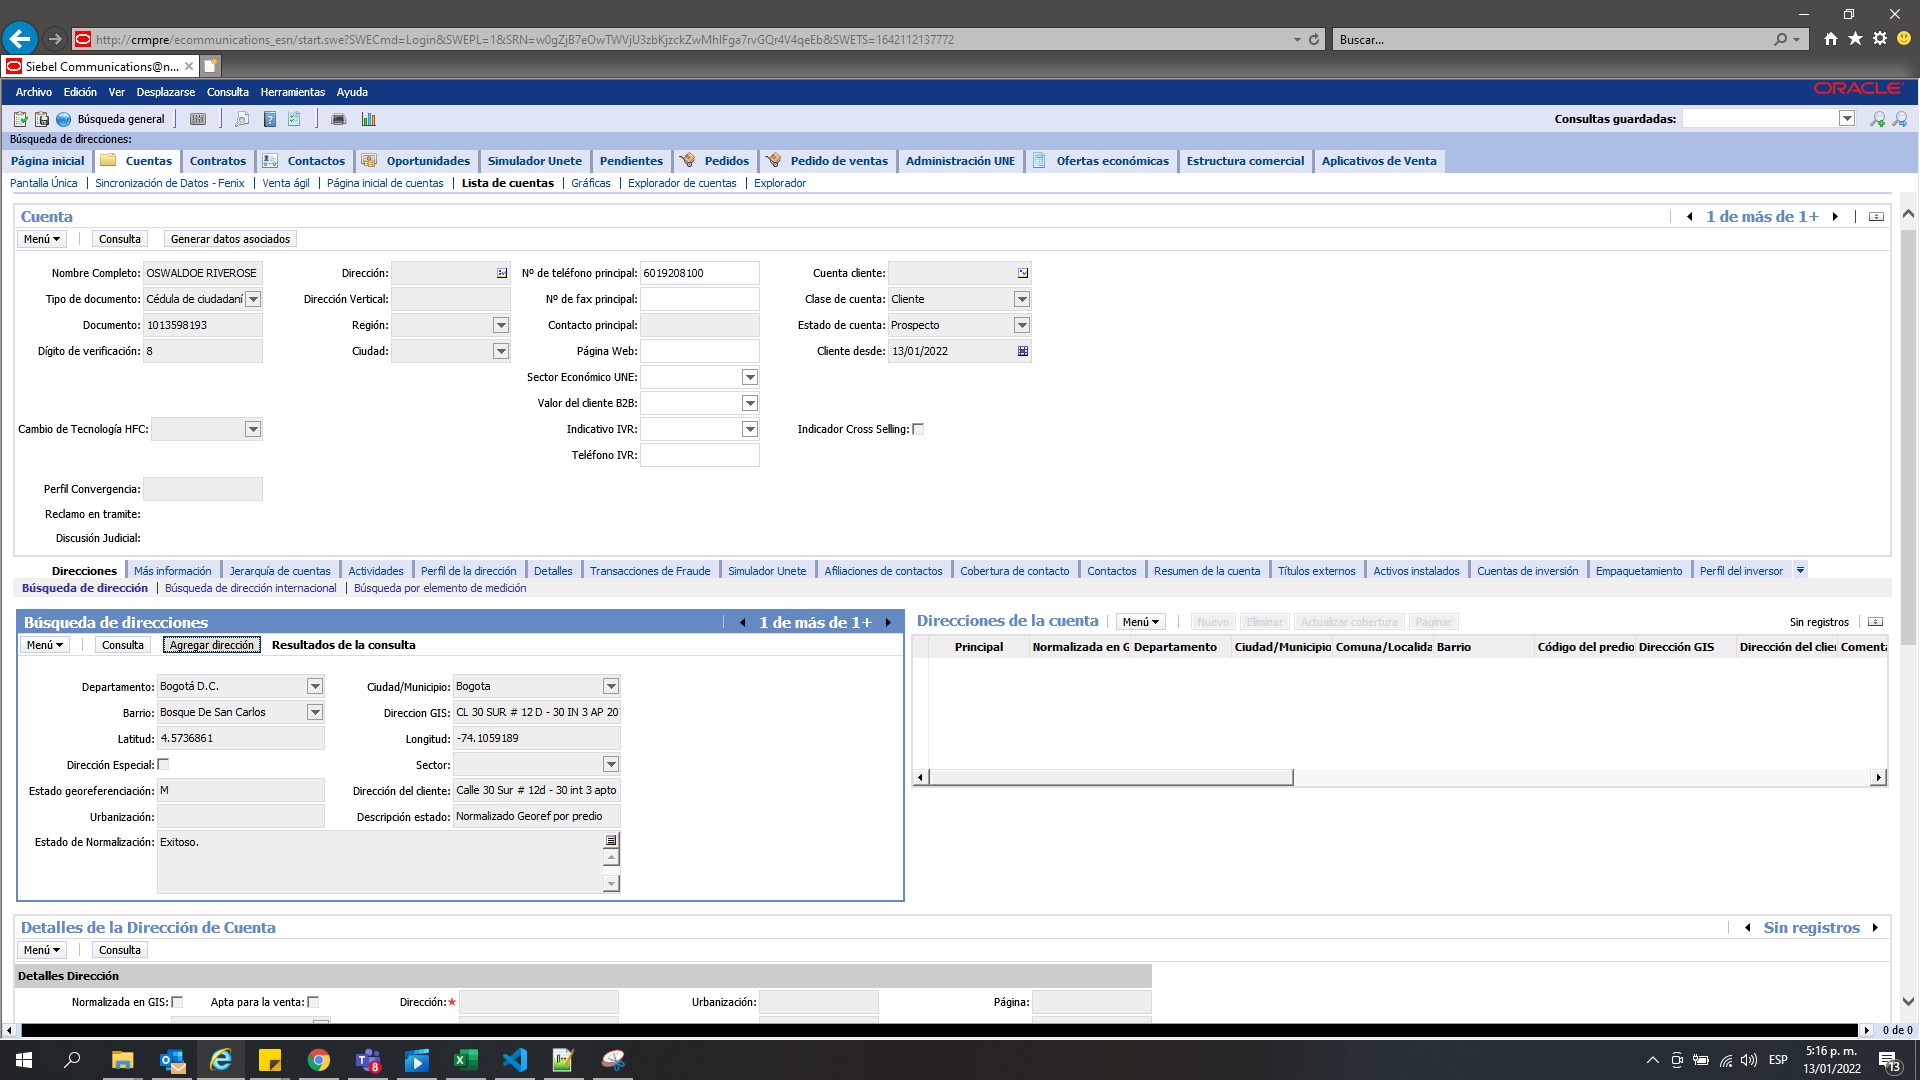 http://crmpre/ecommunications_esn/start.swe?SWECmd=Login&SWEPL=1&SRN=w0gZjB7eOwTWVjU3zbKjzckZwMhIFga7rvGQr4V4qeEb&SWETS=1642112137772
Buscar...
Siebel Communications@n...
Archivo Edición Ver Desplazarse Consulta Herramientas Ayuda
ORACLE
Búsqueda general
Consultas guardadas:
Búsqueda de direcciones:
Página inicial Cuentas Contratos Contactos Oportunidades Simulador Unete Pendientes Pedidos Pedido de ventas Administración UNE Ofertas económicas Estructura comercial Aplicativos de Venta
Pantalla Única Sincronización de Datos - Fenix Venta ágil Página inicial de cuentas Lista de cuentas Gráficas Explorador de cuentas Explorador
Cuenta
1 de más de 1+
Menú Consulta Generar datos asociados
Nombre Completo: OSWALDOE RIVEROSE Dirección: Nº de teléfono principal: 6019208100 Cuenta cliente:
Tipo de documento: Cédula de ciudadaní Dirección Vertical: Nº de fax principal: Clase de cuenta: Cliente
Documento: 1013598193 Región: Contacto principal: Estado de cuenta: Prospecto
Dígito de verificación: 8 Ciudad: Página Web: Cliente desde: 13/01/2022
Sector Económico UNE:
Valor del cliente B2B:
Cambio de Tecnología HFC: Indicativo IVR: Indicador Cross Selling:
Teléfono IVR:
Perfil Convergencia:
Reclamo en tramite:
Discusión Judicial:
Direcciones Más información Jerarquía de cuentas Actividades Perfil de la dirección Detalles Transacciones de Fraude Simulador Unete Afiliaciones de contactos Cobertura de contacto Contactos Resumen de la cuenta Títulos externos Activos instalados Cuentas de inversión Empaquetamiento Perfil del inversor
Búsqueda de dirección Búsqueda de dirección internacional Búsqueda por elemento de medición
Búsqueda de direcciones
1 de más de 1+
Menú Consulta Agregar dirección Resultados de la consulta
Departamento: Bogotá D.C. Ciudad/Municipio: Bogota
Barrio: Bosque De San Carlos Direccion GIS: CL 30 SUR # 12 D - 30 IN 3 AP 20
Latitud: 4.5736861 Longitud: -74.1059189
Dirección Especial: Sector:
Estado georeferenciación: M Dirección del cliente: Calle 30 Sur # 12d - 30 int 3 apto
Urbanización: Descripción estado: Normalizado Georef por predio
Estado de Normalización: Exitoso.
Direcciones de la cuenta Menú Nuevo Eliminar Actualizar cobertura Paginar Sin registros
Principal Normalizada en G Departamento Ciudad/Municipio Comuna/Localida Barrio Código del predio Dirección GIS Dirección del clie Coment
Detalles de la Dirección de Cuenta
Sin registros
Menú Consulta
Detalles Dirección
Normalizada en GIS: Apta para la venta: Dirección:* Urbanización: Página:
0 de 0
8
ESP
5:16 p. m.
13/01/2022
13